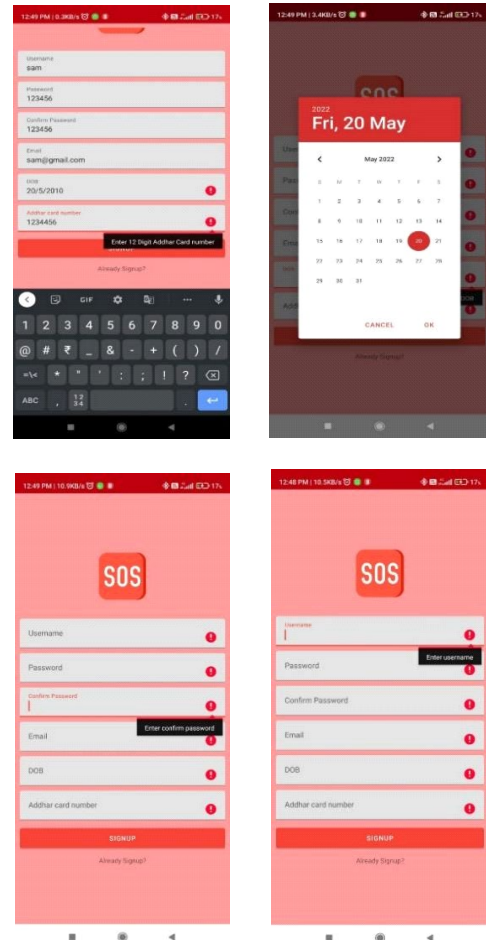 12:49 PM | 0.3KB/s
17%
Username
sam
Password
123456
Confirm Password
123456
Email
sam@gmail.com
DOB
20/5/2010
Addhar card number
1234456
Enter 12 Digit Addhar Card number
Already Signup?
GIF
1 2 3 4 5 6 7 8 9 0
@ # ₹ _ & - + ( ) /
=\< * " ' : ; ! ?
ABC , 12 34 .
12:49 PM | 3.4KB/s
17%
SOS
2022
Fri, 20 May
May 2022
S M T W T F S
1 2 3 4 5 6 7
8 9 10 11 12 13 14
15 16 17 18 19 20 21
22 23 24 25 26 27 28
29 30 31
CANCEL OK
Already Signup?
12:49 PM | 10.9KB/s
17%
SOS
Username
Password
Confirm Password
Enter confirm password
Email
DOB
Addhar card number
SIGNUP
Already Signup?
12:48 PM | 10.5KB/s
17%
SOS
Username
Enter username
Password
Confirm Password
Email
DOB
Addhar card number
SIGNUP
Already Signup?